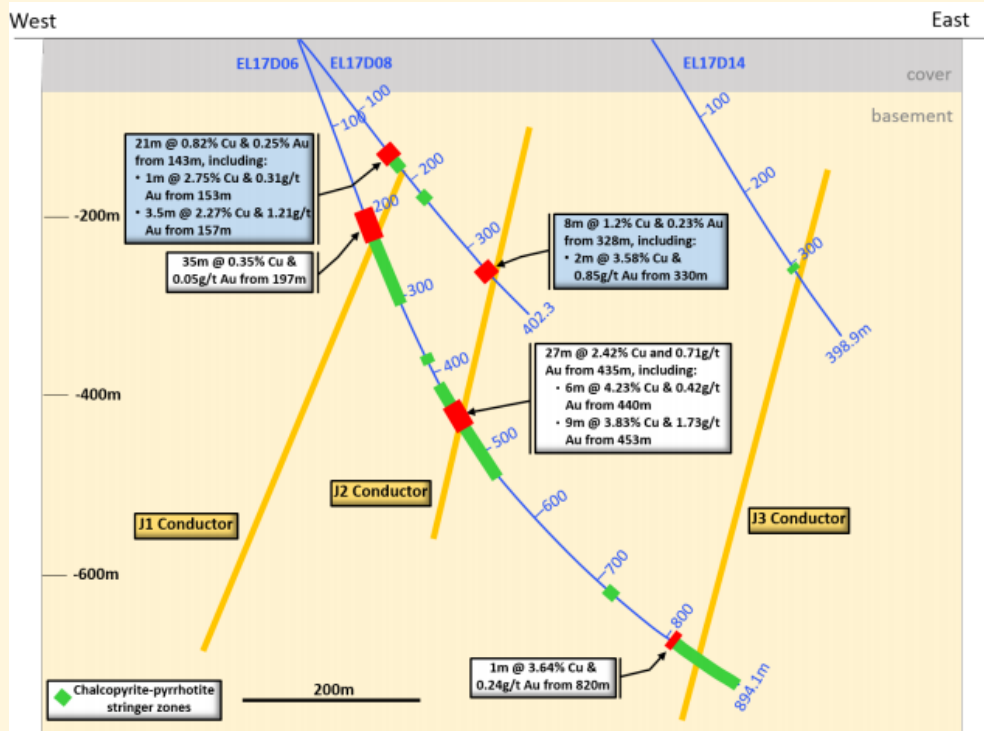 West
East
EL17D06
EL17D08
EL17D14
cover
basement
100
100
100
200
200
200
300
300
300
400
500
600
700
800
402.3
398.9m
894.1m
-200m
-400m
-600m
21m @ 0.82% Cu & 0.25% Au
from 143m, including:
• 1m @ 2.75% Cu & 0.31g/t
Au from 153m
• 3.5m @ 2.27% Cu & 1.21g/t
Au from 157m
35m @ 0.35% Cu &
0.05g/t Au from 197m
8m @ 1.2% Cu & 0.23% Au
from 328m, including:
• 2m @ 3.58% Cu &
0.85g/t Au from 330m
27m @ 2.42% Cu and 0.71g/t
Au from 435m, including:
• 6m @ 4.23% Cu & 0.42g/t
Au from 440m
• 9m @ 3.83% Cu & 1.73g/t
Au from 453m
J1 Conductor
J2 Conductor
J3 Conductor
1m @ 3.64% Cu &
0.24g/t Au from 820m
Chalcopyrite-pyrrhotite
stringer zones
200m